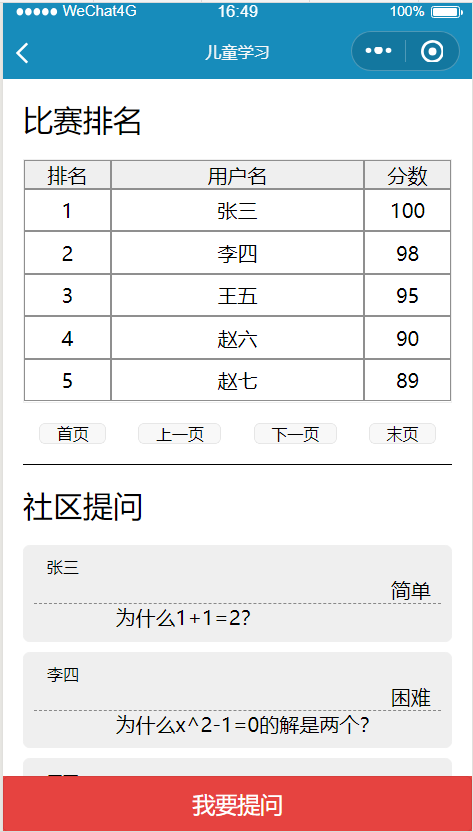 WeChat4G 16:49 100%
儿童学习
比赛排名
排名 用户名 分数
1 张三 100
2 李四 98
3 王五 95
4 赵六 90
5 赵七 89
首页 上一页 下一页 末页
社区提问
张三
简单
为什么1+1=2?
李四
困难
为什么x^2-1=0的解是两个?
我要提问